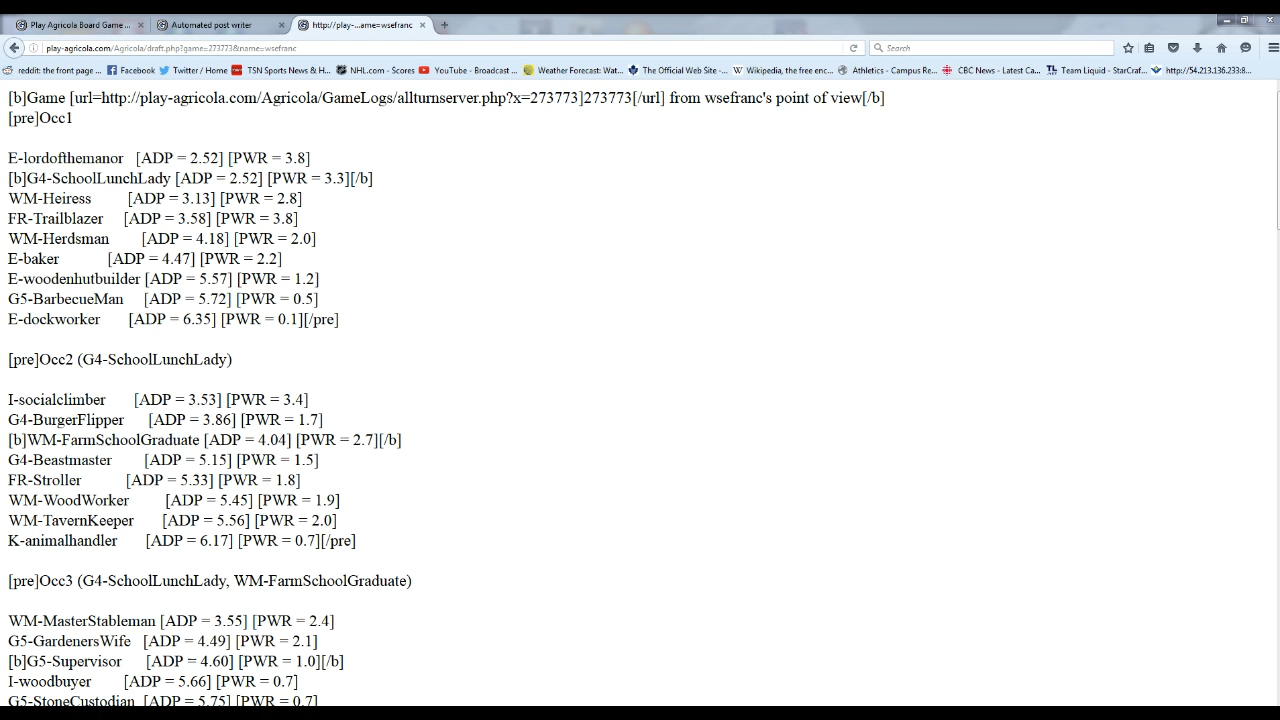 Play Agricola Board Game ...
Automated post writer
http://play-...ame=wsefranc
play-agricola.com/Agricola/draft.php?game=273773&name=wsefranc
Search
reddit: the front page ...
Facebook
Twitter / Home
TSN Sports News & H...
NHL.com - Scores
YouTube - Broadcast ...
Weather Forecast: Wat...
The Official Web Site -...
Wikipedia, the free enc...
Athletics - Campus Re...
CBC News - Latest Ca...
Team Liquid - StarCraf...
http://54.213.136.233:8...
[b]Game [url=http://play-agricola.com/Agricola/GameLogs/allturnserver.php?x=273773]273773[/url] from wsefranc's point of view[/b]
[pre]Occ1
E-lordofthemanor [ADP = 2.52] [PWR = 3.8]
[b]G4-SchoolLunchLady [ADP = 2.52] [PWR = 3.3][/b]
WM-Heiress [ADP = 3.13] [PWR = 2.8]
FR-Trailblazer [ADP = 3.58] [PWR = 3.8]
WM-Herdsman [ADP = 4.18] [PWR = 2.0]
E-baker [ADP = 4.47] [PWR = 2.2]
E-woodenhutbuilder [ADP = 5.57] [PWR = 1.2]
G5-BarbecueMan [ADP = 5.72] [PWR = 0.5]
E-dockworker [ADP = 6.35] [PWR = 0.1][/pre]
[pre]Occ2 (G4-SchoolLunchLady)
I-socialclimber [ADP = 3.53] [PWR = 3.4]
G4-BurgerFlipper [ADP = 3.86] [PWR = 1.7]
[b]WM-FarmSchoolGraduate [ADP = 4.04] [PWR = 2.7][/b]
G4-Beastmaster [ADP = 5.15] [PWR = 1.5]
FR-Stroller [ADP = 5.33] [PWR = 1.8]
WM-WoodWorker [ADP = 5.45] [PWR = 1.9]
WM-TavernKeeper [ADP = 5.56] [PWR = 2.0]
K-animalhandler [ADP = 6.17] [PWR = 0.7][/pre]
[pre]Occ3 (G4-SchoolLunchLady, WM-FarmSchoolGraduate)
WM-MasterStableman [ADP = 3.55] [PWR = 2.4]
G5-GardenersWife [ADP = 4.49] [PWR = 2.1]
[b]G5-Supervisor [ADP = 4.60] [PWR = 1.0][/b]
I-woodbuyer [ADP = 5.66] [PWR = 0.7]
G5-StoneCustodian [ADP = 5.75] [PWR = 0.7]